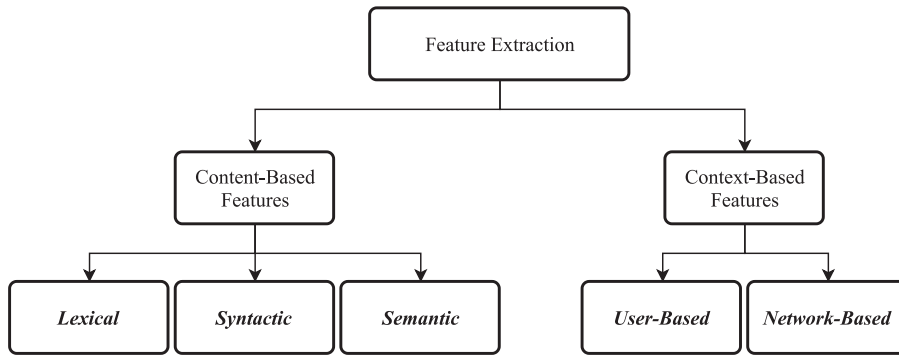 Feature Extraction
Content-Based
Features
Context-Based
Features
Lexical
Syntactic
Semantic
User-Based
Network-Based